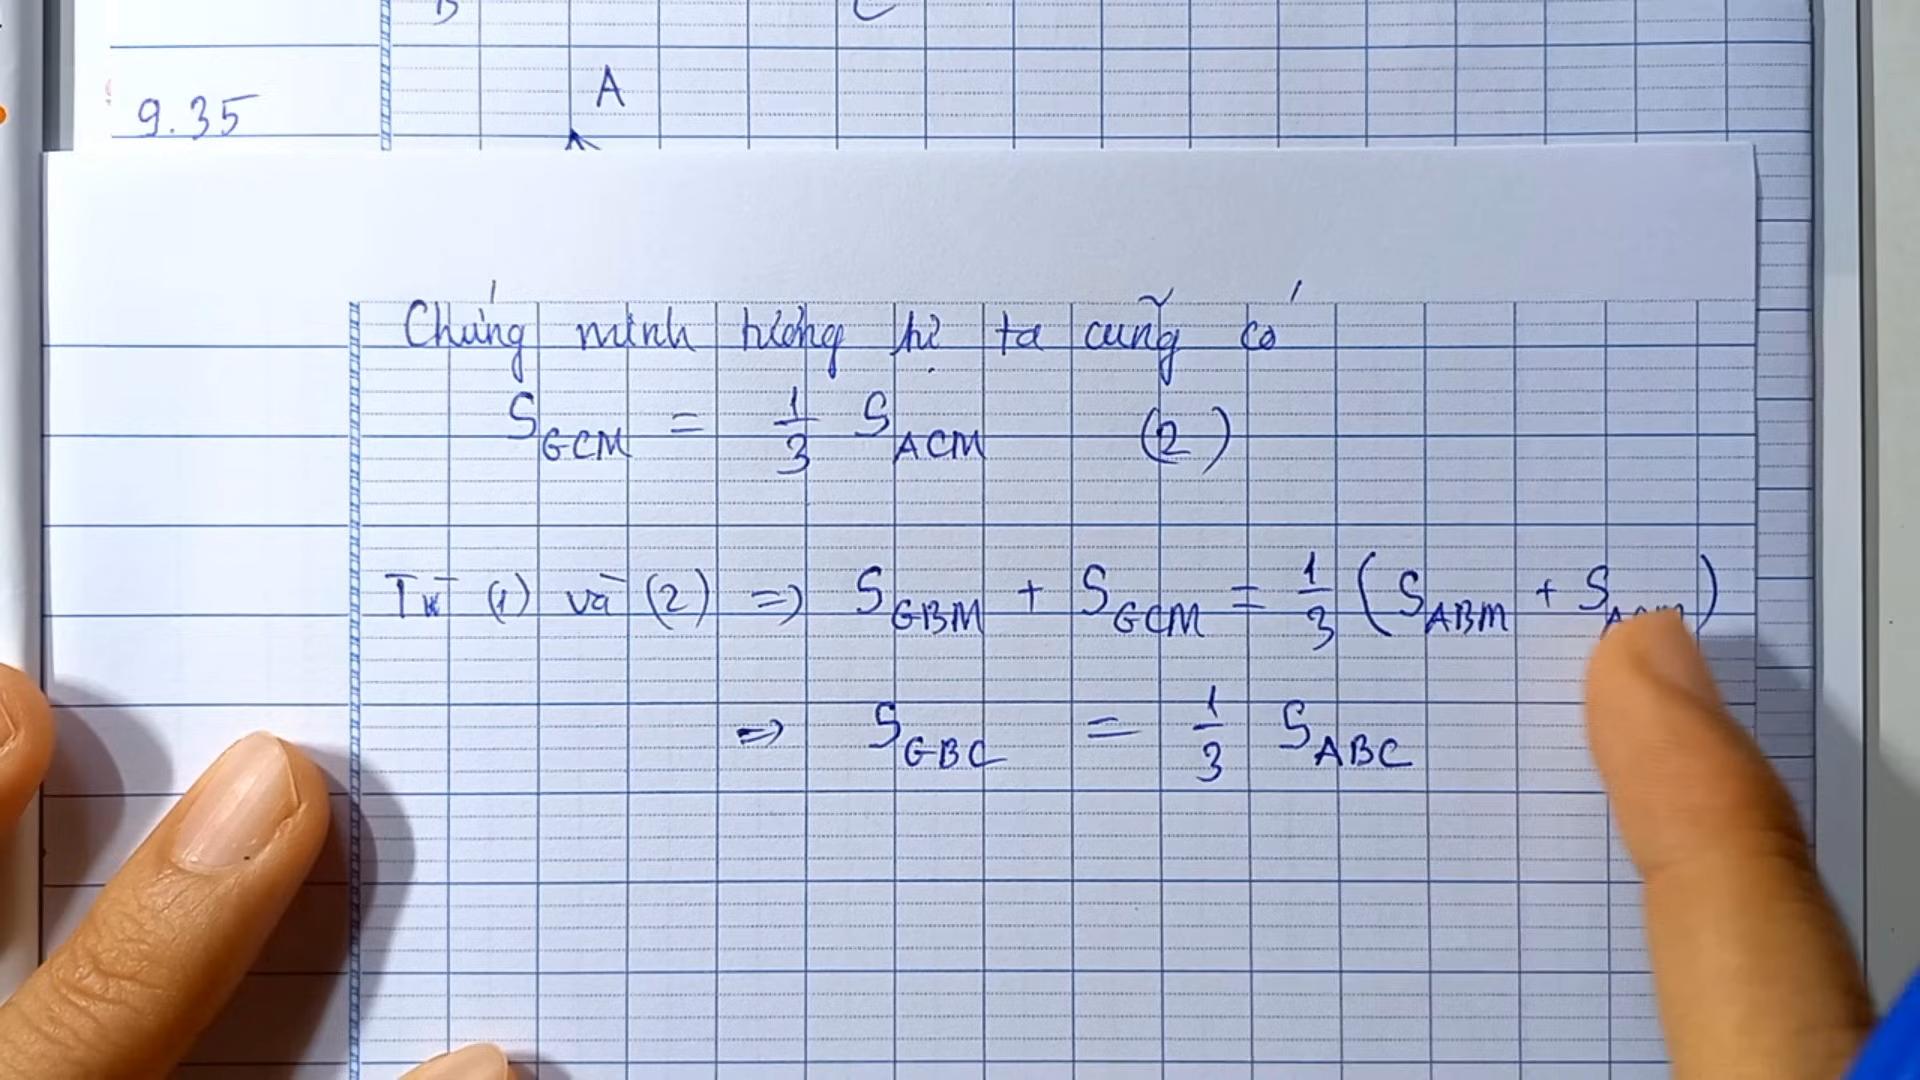 A
9.35
Chứng minh tương tự ta cũng có
S_GCM = 1/3 S_ACM (2)
Từ (1) và (2) => S_GBM + S_GCM = 1/3 (S_ABM + S_ACM)
=> S_GBC = 1/3 S_ABC